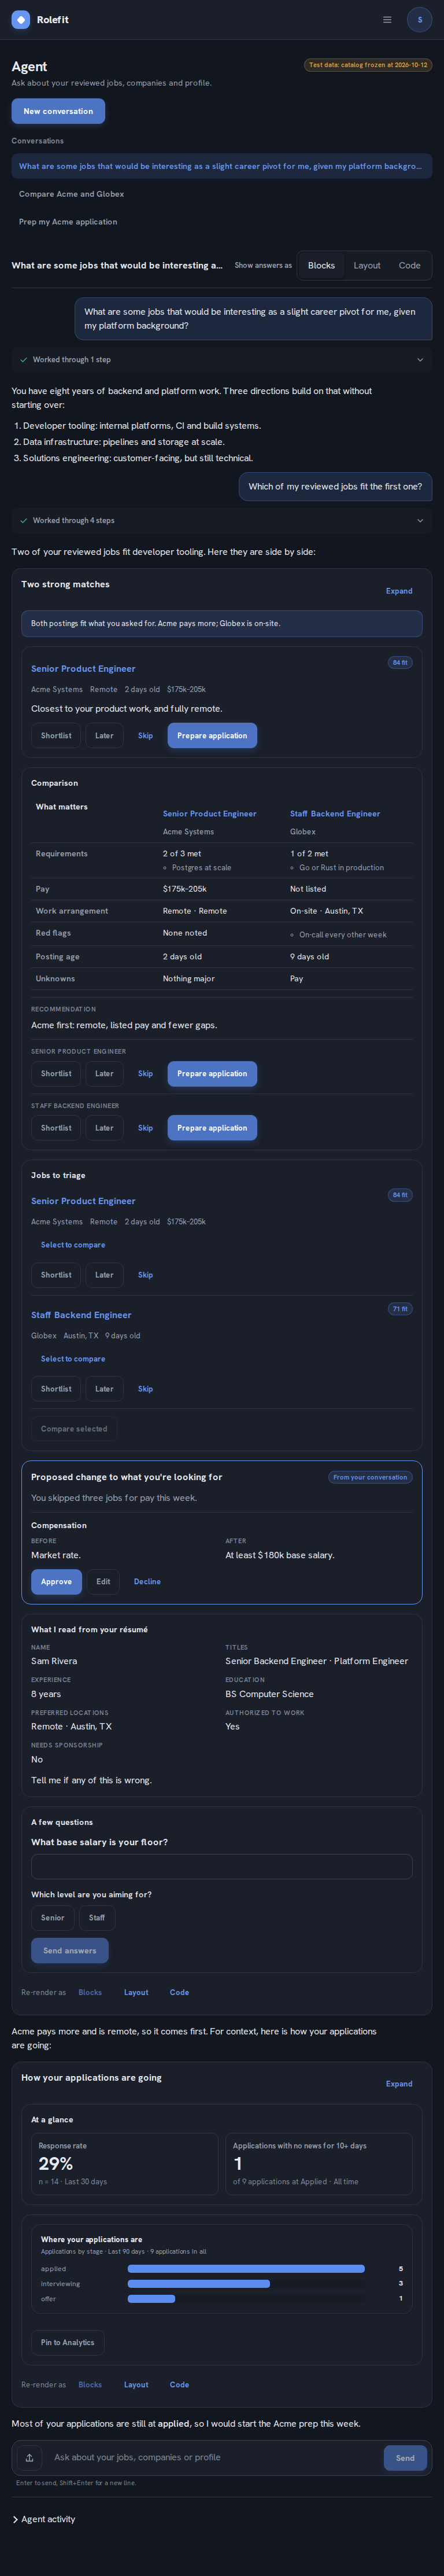 Rolefit
S
Agent
Test data: catalog frozen at 2026-10-12
Ask about your reviewed jobs, companies and profile.
New conversation
Conversations
What are some jobs that would be interesting as a slight career pivot for me, given my platform backgro...
Compare Acme and Globex
Prep my Acme application
What are some jobs that would be interesting a...
Show answers as
Blocks
Layout
Code
What are some jobs that would be interesting as a slight career pivot for me, given
my platform background?
Worked through 1 step
You have eight years of backend and platform work. Three directions build on that without
starting over:
1. Developer tooling: internal platforms, CI and build systems.
2. Data infrastructure: pipelines and storage at scale.
3. Solutions engineering: customer-facing, but still technical.
Which of my reviewed jobs fit the first one?
Worked through 4 steps
Two of your reviewed jobs fit developer tooling. Here they are side by side:
Two strong matches
Expand
Both postings fit what you asked for. Acme pays more; Globex is on-site.
Senior Product Engineer
84 fit
Acme Systems Remote 2 days old $175k-205k
Closest to your product work, and fully remote.
Shortlist Later Skip Prepare application
Comparison
What matters
Senior Product Engineer Staff Backend Engineer
Acme Systems Globex
Requirements 2 of 3 met 1 of 2 met
Postgres at scale Go or Rust in production
Pay $175k-205k Not listed
Work arrangement Remote · Remote On-site · Austin, TX
Red flags None noted On-call every other week
Posting age 2 days old 9 days old
Unknowns Nothing major Pay
RECOMMENDATION
Acme first: remote, listed pay and fewer gaps.
SENIOR PRODUCT ENGINEER
Shortlist Later Skip Prepare application
STAFF BACKEND ENGINEER
Shortlist Later Skip Prepare application
Jobs to triage
Senior Product Engineer
84 fit
Acme Systems Remote 2 days old $175k-205k
Select to compare
Shortlist Later Skip
Staff Backend Engineer
71 fit
Globex Austin, TX 9 days old
Select to compare
Shortlist Later Skip
Compare selected
Proposed change to what you're looking for
From your conversation
You skipped three jobs for pay this week.
Compensation
BEFORE AFTER
Market rate. At least $180k base salary.
Approve Edit Decline
What I read from your résumé
NAME TITLES
Sam Rivera Senior Backend Engineer · Platform Engineer
EXPERIENCE EDUCATION
8 years BS Computer Science
PREFERRED LOCATIONS AUTHORIZED TO WORK
Remote · Austin, TX Yes
NEEDS SPONSORSHIP
No
Tell me if any of this is wrong.
A few questions
What base salary is your floor?
Which level are you aiming for?
Senior Staff
Send answers
Re-render as Blocks Layout Code
Acme pays more and is remote, so it comes first. For context, here is how your applications
are going:
How your applications are going
Expand
At a glance
Response rate Applications with no news for 10+ days
29% 1
n = 14 · Last 30 days of 9 applications at Applied · All time
Where your applications are
Applications by stage · Last 90 days · 9 applications in all
applied 5
interviewing 3
offer 1
Pin to Analytics
Re-render as Blocks Layout Code
Most of your applications are still at applied, so I would start the Acme prep this week.
Ask about your jobs, companies or profile
Send
Enter to send, Shift+Enter for a new line.
Agent activity